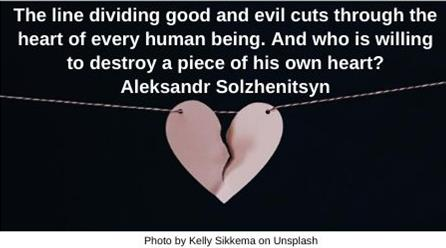 The line dividing good and evil cuts through the
heart of every human being. And who is willing
to destroy a piece of his own heart?
Aleksandr Solzhenitsyn
Photo by Kelly Sikkema on Unsplash